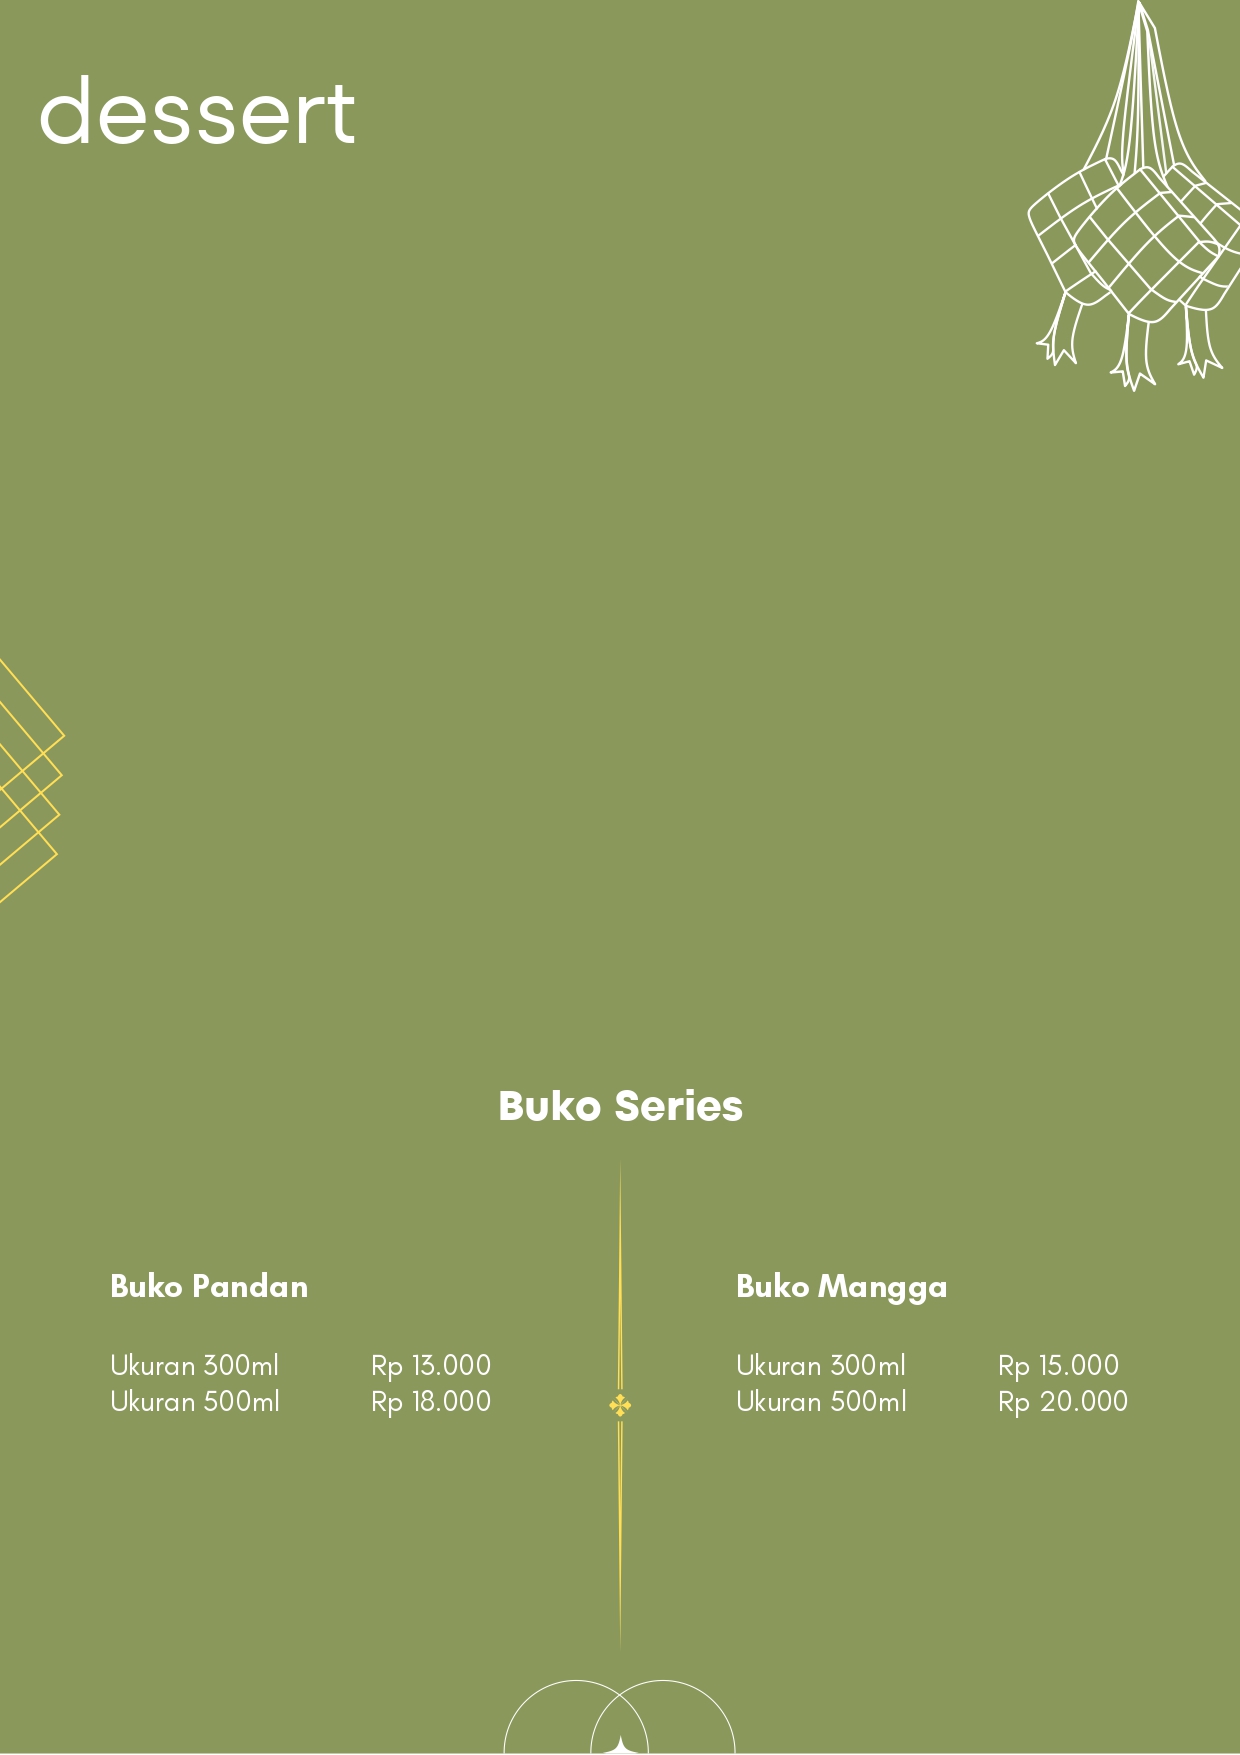 dessert
Buko Series
Buko Pandan
Ukuran 300ml Rp 13.000
Ukuran 500ml Rp 18.000
Buko Mangga
Ukuran 300ml Rp 15.000
Ukuran 500ml Rp 20.000